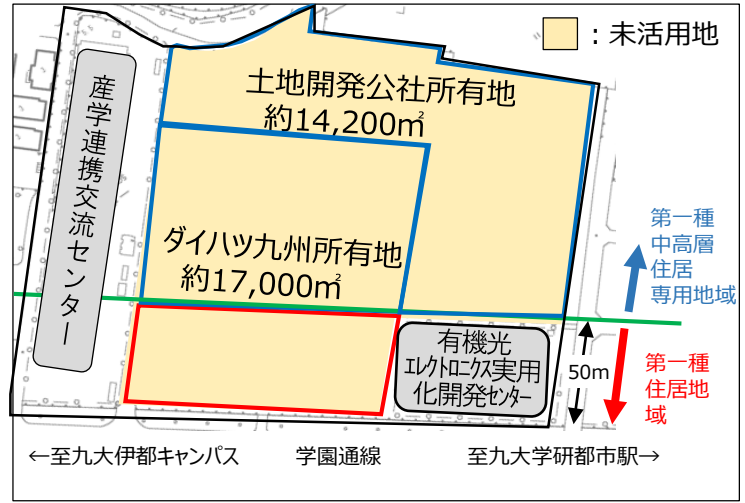 ：未活用地
土地開発公社所有地
約14,200㎡
産学連携交流センター
ダイハツ九州所有地
約17,000㎡
第一種
中高層
住居
専用地域
有機光
ｴﾚｸﾄﾛﾆｸｽ実用
化開発ｾﾝﾀｰ
50m
第一種
住居地
域
←至九大伊都キャンパス
学園通線
至九大学研都市駅→